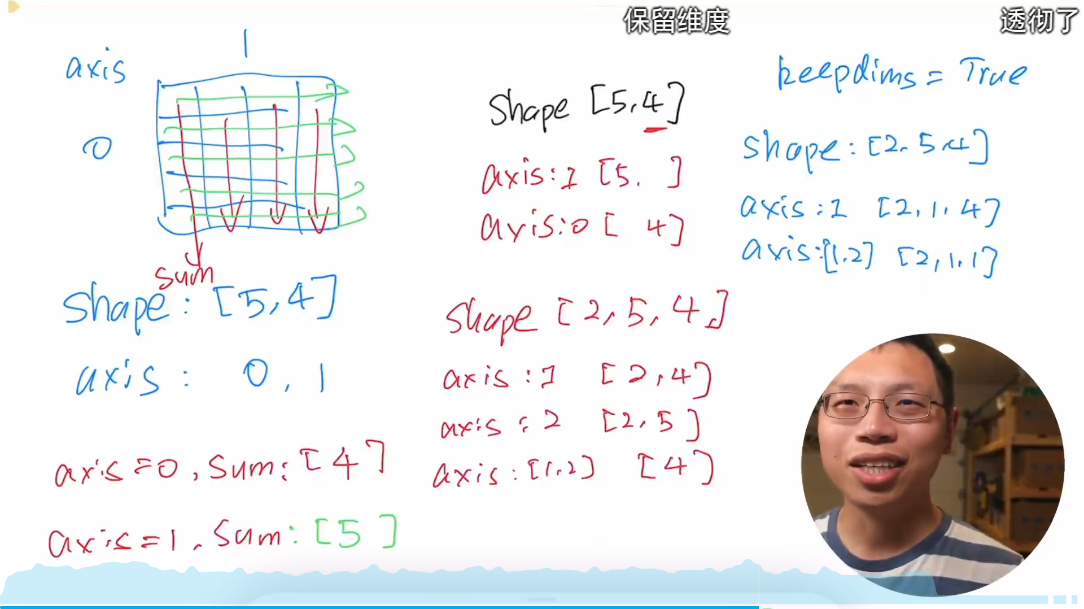 保留维度
透彻了
axis
1
0
sum
shape: [5,4]
axis: 0, 1
axis=0, sum: [4]
axis=1, sum: [5 ]
shape [5,4]
axis:1 [5. ]
axis:0 [ 4]
shape [2,5,4,]
axis:1 [2,4]
axis:2 [2,5]
axis:[1,2] [4]
keepdims = True
shape: [2.5.4]
axis:1 [2,1.4]
axis:[1.2] [2,1.1]